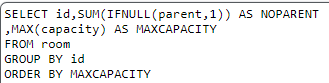 SELECT id,SUM(IFNULL(parent,1)) AS NOPARENT
,MAX(capacity) AS MAXCAPACITY
FROM room
GROUP BY id
ORDER BY MAXCAPACITY